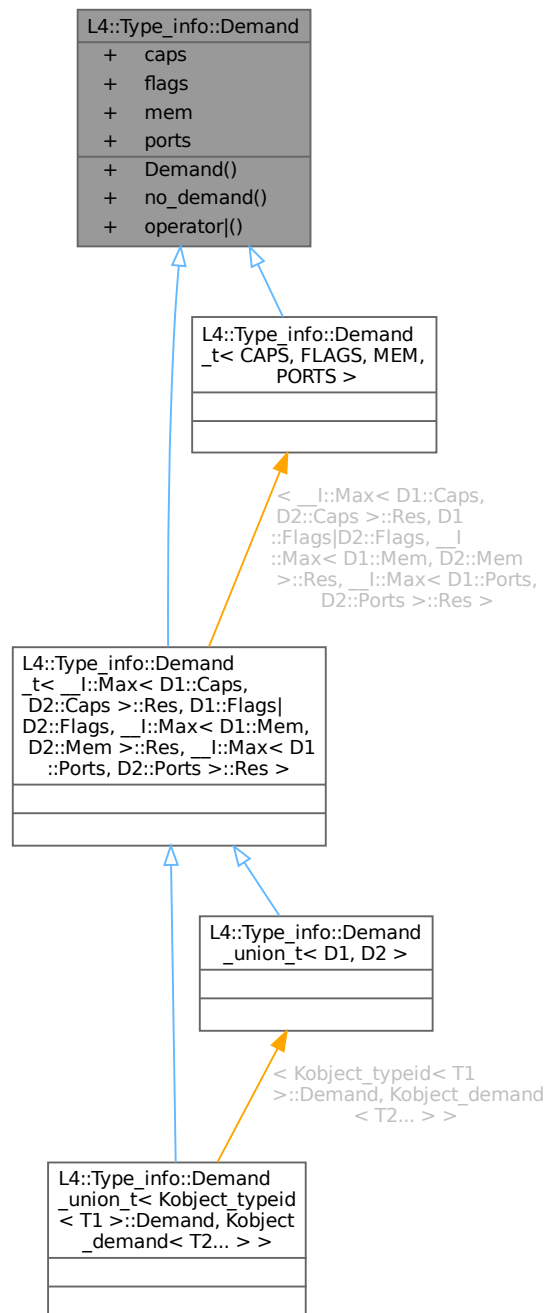 L4::Type_info::Demand
+ caps
+ flags
+ mem
+ ports
+ Demand()
+ no_demand()
+ operator|()
L4::Type_info::Demand
_t< CAPS, FLAGS, MEM,
PORTS >
< __I::Max< D1::Caps,
D2::Caps >::Res, D1
::Flags|D2::Flags, __I
::Max< D1::Mem, D2::Mem
>::Res, __I::Max< D1::Ports,
D2::Ports >::Res >
L4::Type_info::Demand
_t< __I::Max< D1::Caps,
D2::Caps >::Res, D1::Flags|
D2::Flags, __I::Max< D1::Mem,
D2::Mem >::Res, __I::Max< D1
::Ports, D2::Ports >::Res >
L4::Type_info::Demand
_union_t< D1, D2 >
< Kobject_typeid< T1
>::Demand, Kobject_demand
< T2... > >
L4::Type_info::Demand
_union_t< Kobject_typeid
< T1 >::Demand, Kobject
_demand< T2... > >